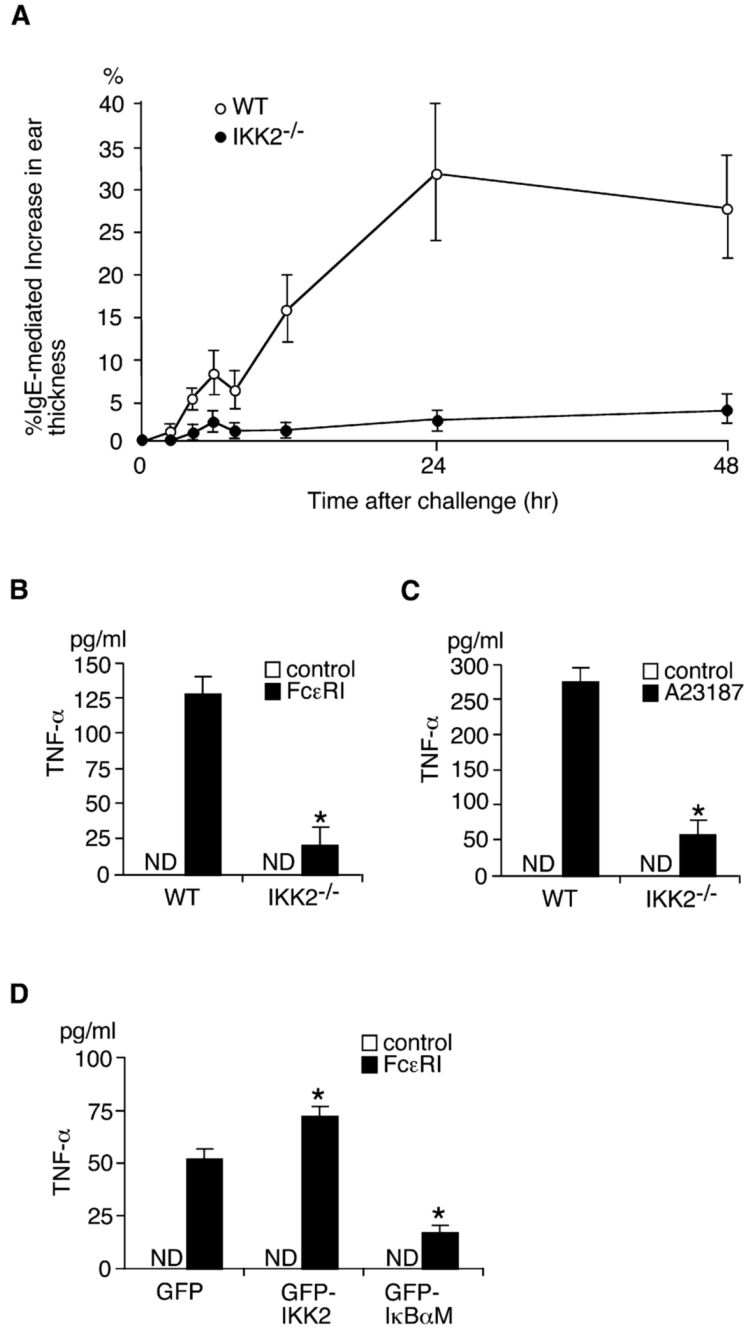 A
%
40
35
30
25
20
15
10
5
0
%IgE-mediated Increase in ear
thickness
WT
IKK2-/-
0 24 48
Time after challenge (hr)
B
pg/ml
150
125
100
75
50
25
0
TNF-α
control
FcεRI
ND ND
*
WT IKK2-/-
C
pg/ml
300
250
200
150
100
50
0
TNF-α
control
A23187
ND ND
*
WT IKK2-/-
D
pg/ml
100
75
50
25
0
TNF-α
control
FcεRI
*
*
ND ND ND
GFP GFP- GFP-
IKK2 IκBαM